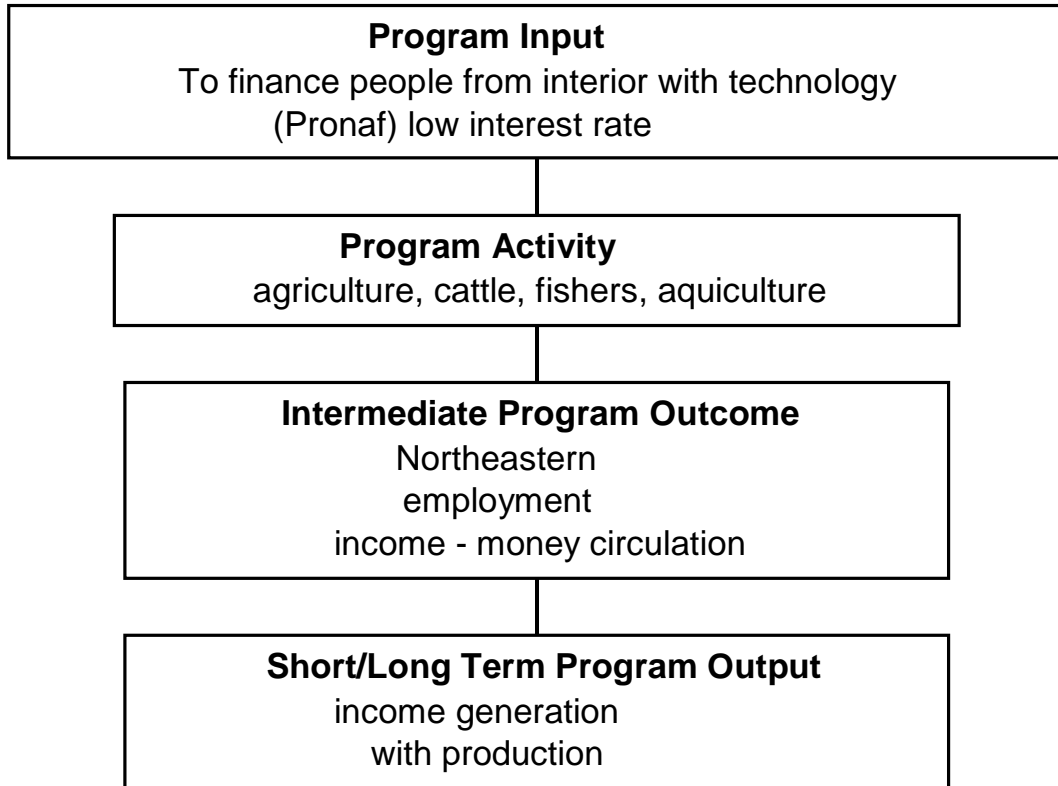 Program Input
To finance people from interior with technology
(Pronaf) low interest rate
Program Activity
agriculture, cattle, fishers, aquiculture
Intermediate Program Outcome
Northeastern
employment
income - money circulation
Short/Long Term Program Output
income generation
with production